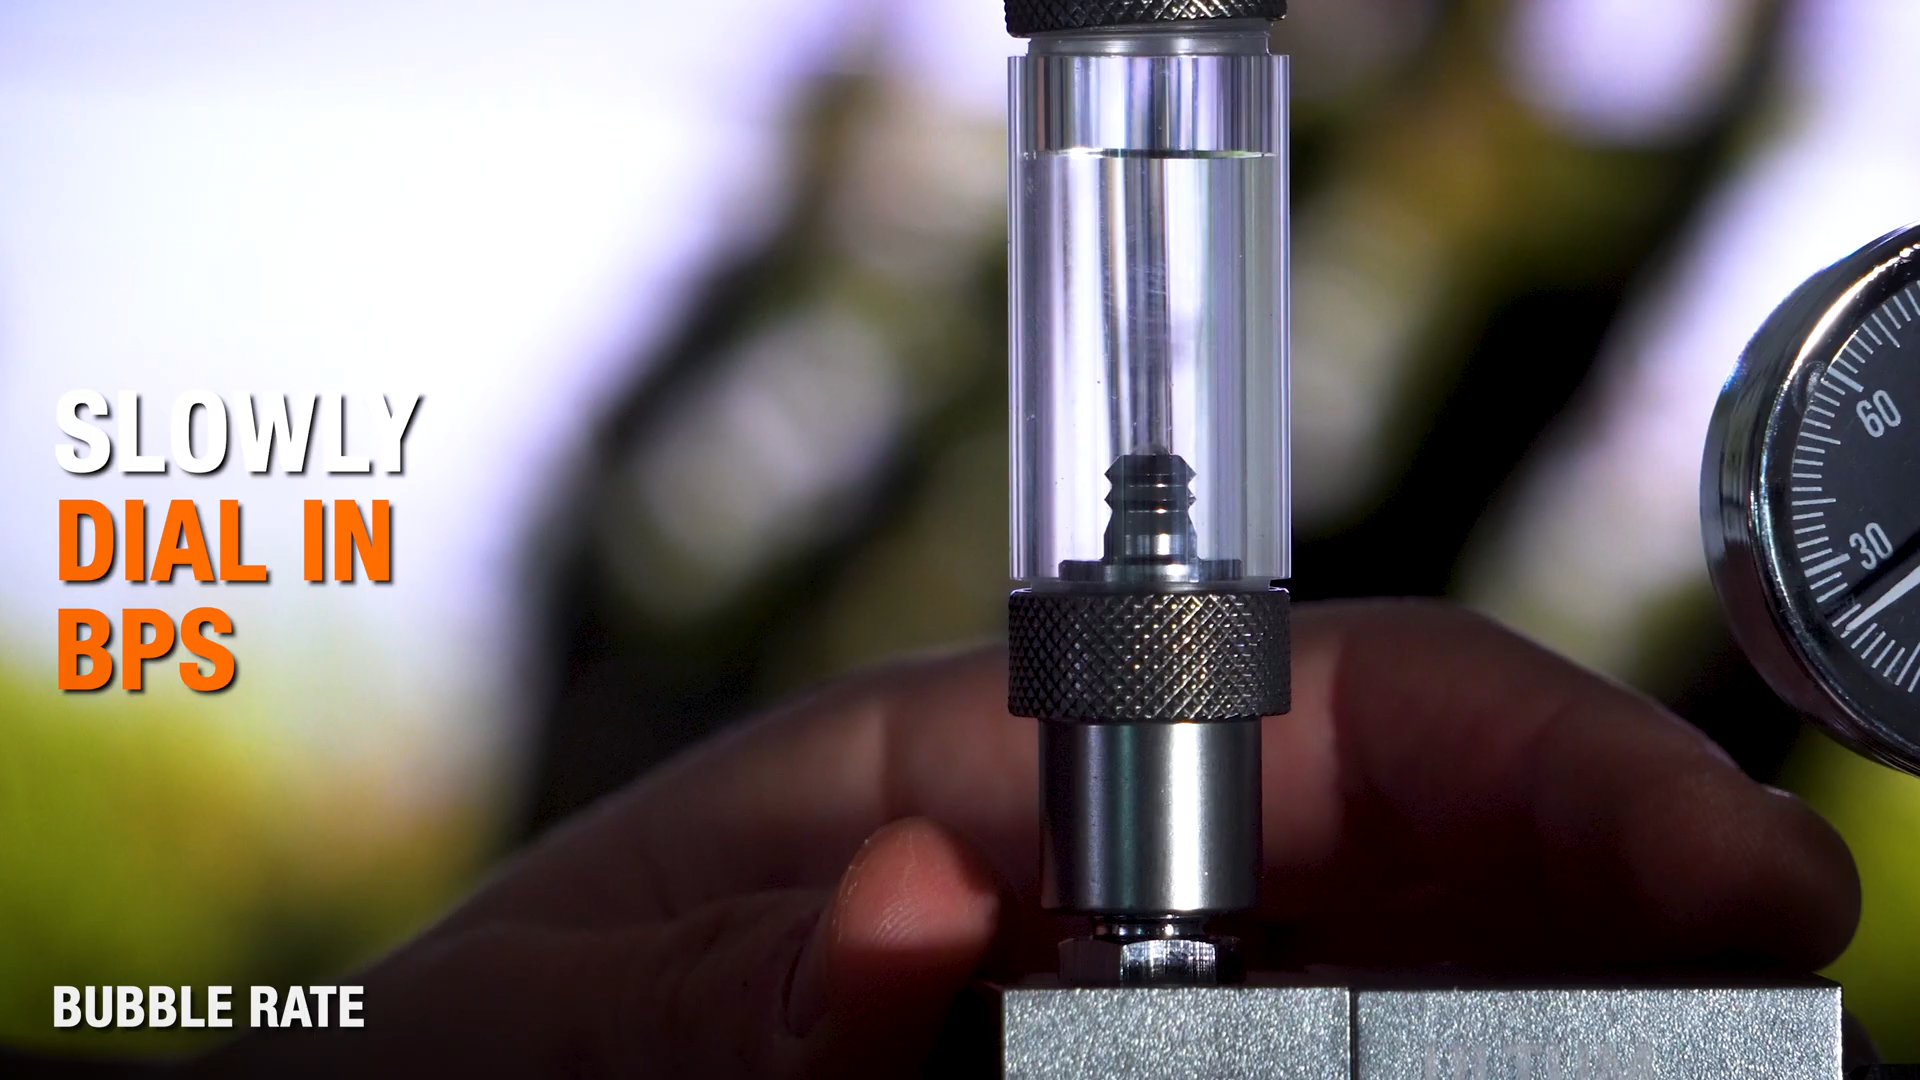 SLOWLY
DIAL IN
BPS
60
30
BUBBLE RATE